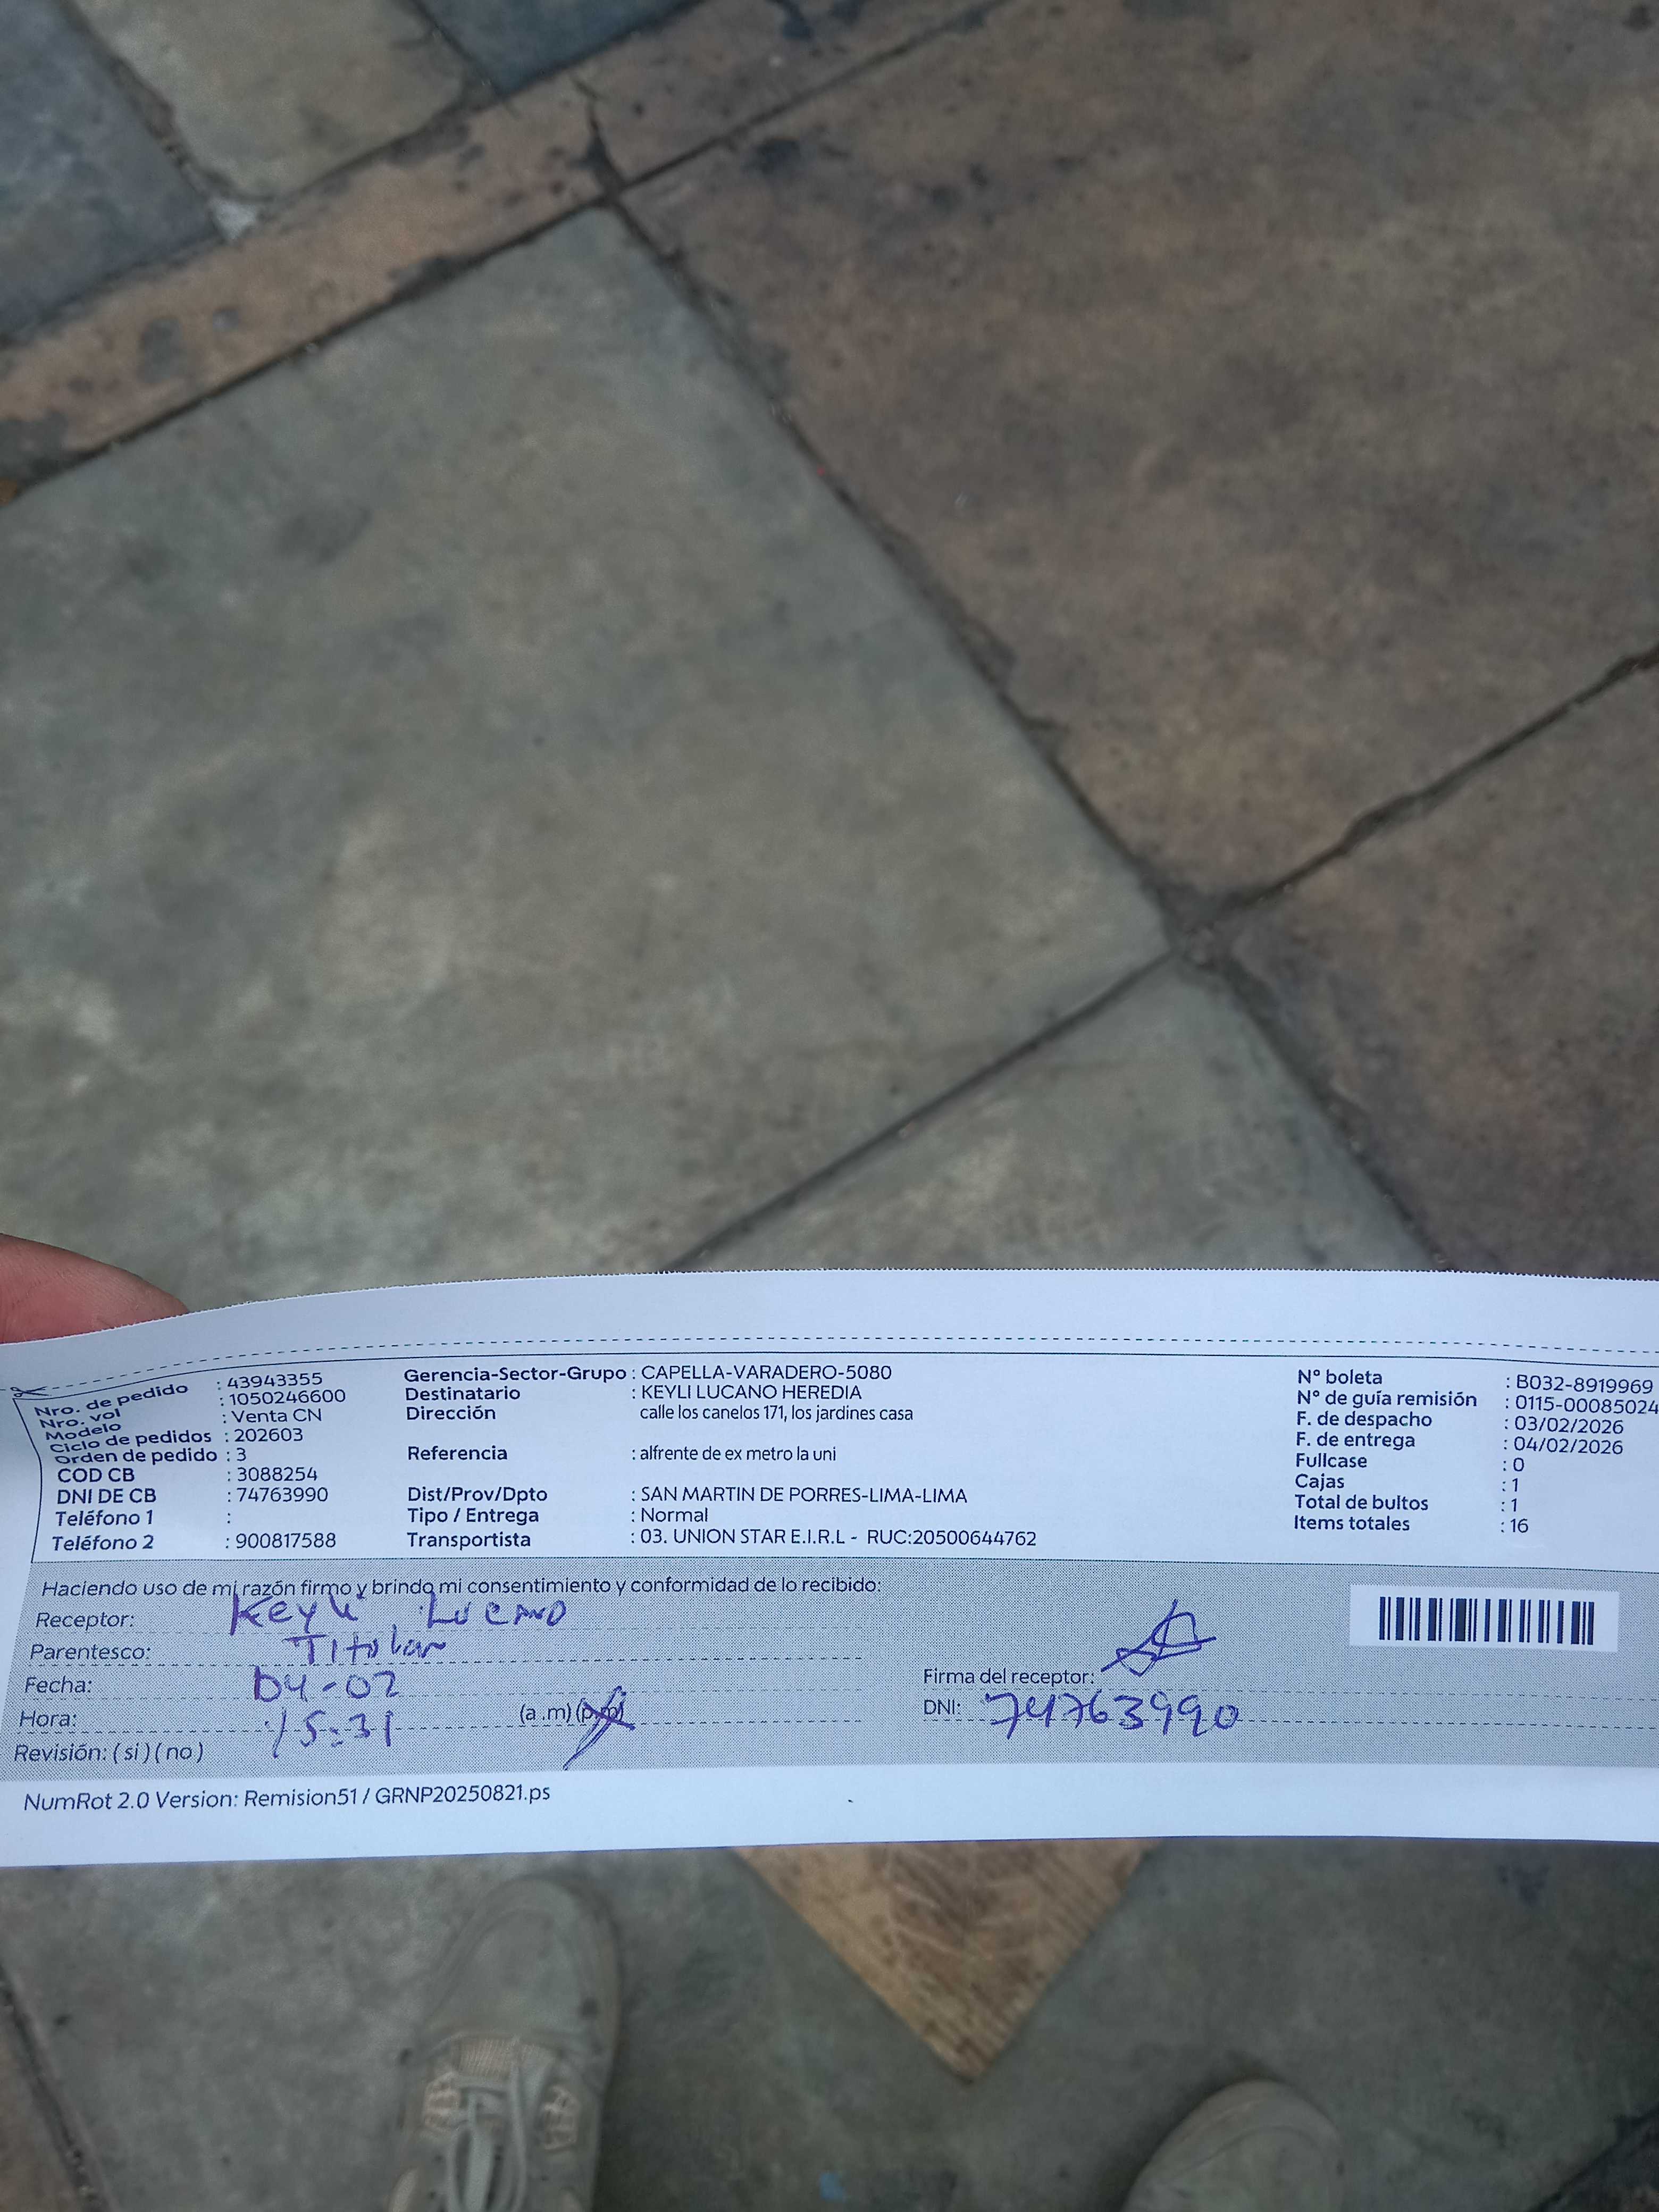 Nro. de pedido : 43943355
Nro. vol : 1050246600
Modelo : Venta CN
Ciclo de pedidos : 202603
Orden de pedido : 3
COD CB : 3088254
DNI DE CB : 74763990
Teléfono 1 :
Teléfono 2 : 900817588
Gerencia-Sector-Grupo : CAPELLA-VARADERO-5080
Destinatario : KEYLI LUCANO HEREDIA
Dirección calle los canelos 171, los jardines casa
Referencia : alfrente de ex metro la uni
Dist/Prov/Dpto : SAN MARTIN DE PORRES-LIMA-LIMA
Tipo / Entrega : Normal
Transportista : 03. UNION STAR E.I.R.L - RUC:20500644762
N° boleta : B032-8919969
N° de guía remisión : 0115-00085024
F. de despacho : 03/02/2026
F. de entrega : 04/02/2026
Fullcase : 0
Cajas : 1
Total de bultos : 1
Items totales : 16
Haciendo uso de mi razón firmo y brindo mi consentimiento y conformidad de lo recibido:
Receptor: Keyli Lucano
Parentesco: Titular
Fecha: 04-02
Hora: 15:31 (a .m) (p.m)
Revisión: ( si ) ( no )
Firma del receptor:
DNI: 74763990
NumRot 2.0 Version: Remision51 / GRNP20250821.ps